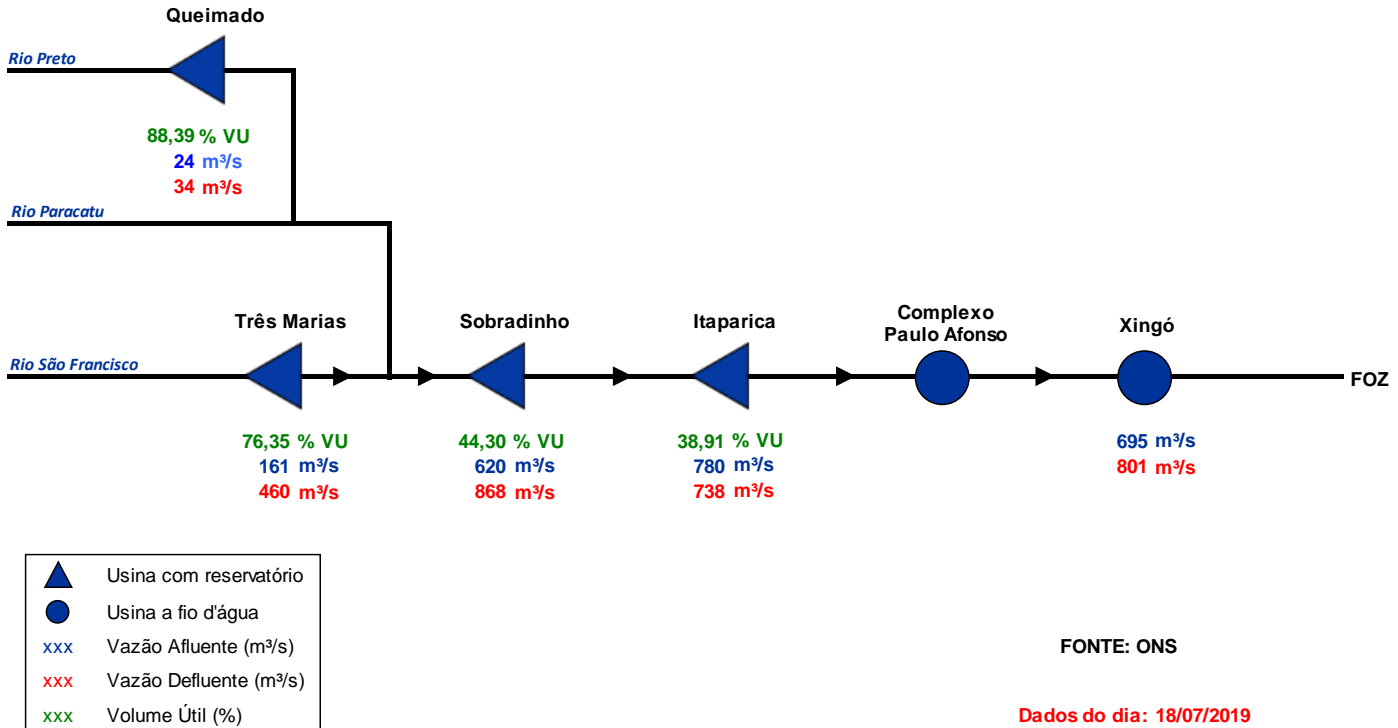 Queimado
Rio Preto
88,39 % VU
24 m³/s
34 m³/s
Rio Paracatu
Três Marias
Sobradinho
Itaparica
Complexo
Paulo Afonso
Xingó
Rio São Francisco
FOZ
76,35 % VU
161 m³/s
460 m³/s
44,30 % VU
620 m³/s
868 m³/s
38,91 % VU
780 m³/s
738 m³/s
695 m³/s
801 m³/s
Usina com reservatório
Usina a fio d'água
xxx Vazão Afluente (m³/s)
xxx Vazão Defluente (m³/s)
xxx Volume Útil (%)
FONTE: ONS
Dados do dia: 18/07/2019